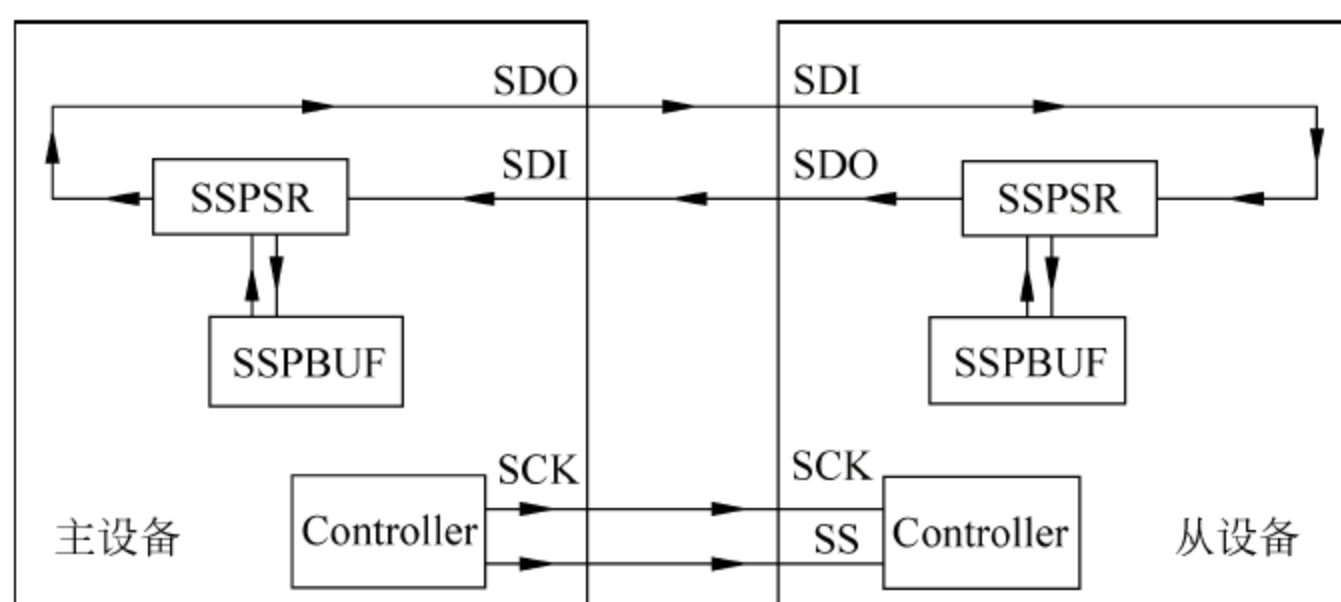 SDO SDI
SDI SDO
SSPSR SSPSR
SSPBUF SSPBUF
SCK SCK
Controller SS Controller
主设备 从设备